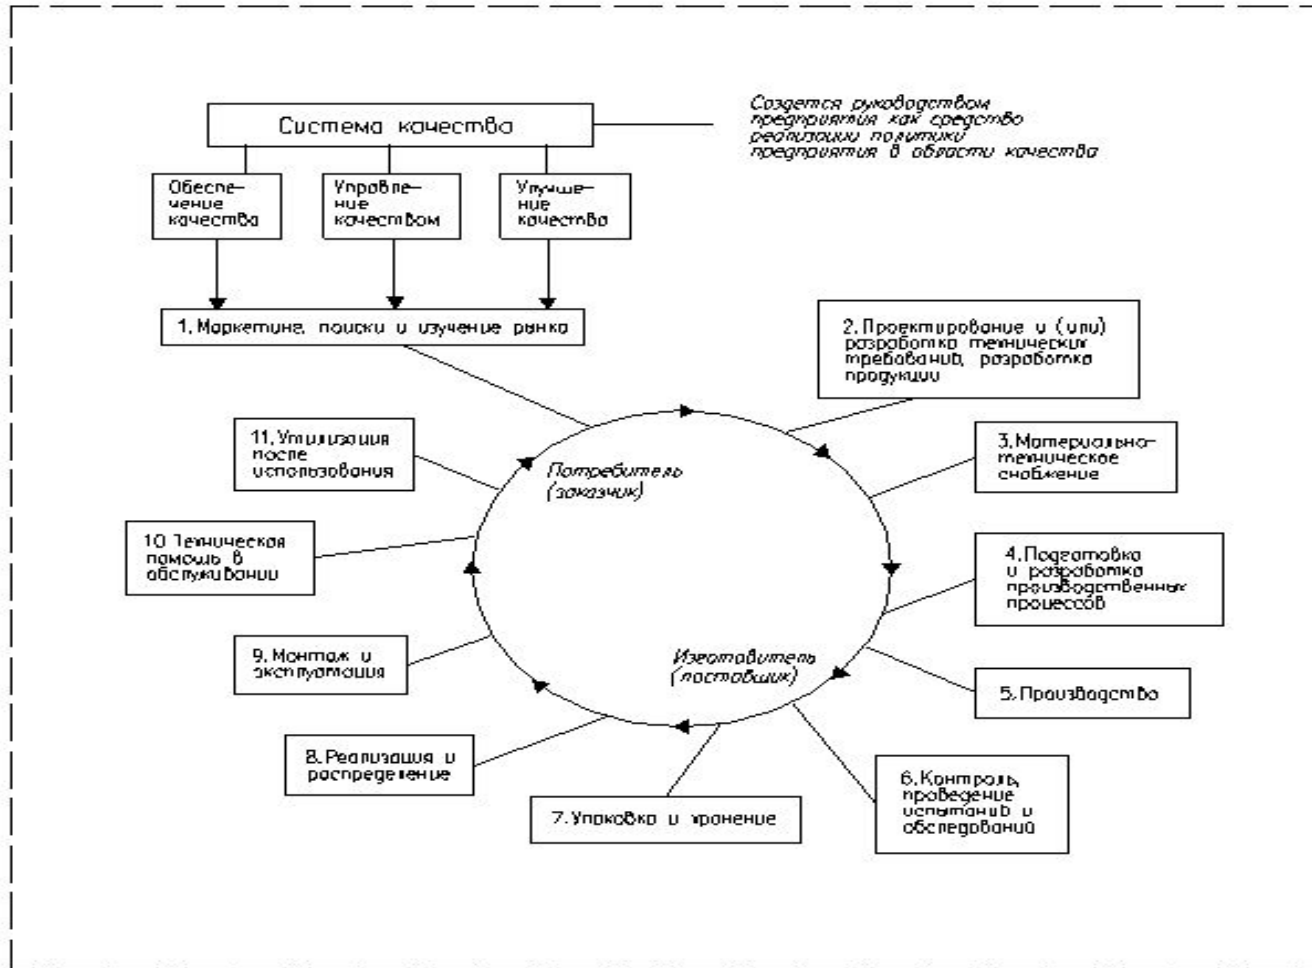 Система качества
Создется руководством
предприятия как средство
реализации политики
предприятия в области качества
Обеспе-
чение
качества
Управле-
ние
качеством
Улучше-
ние
качества
1. Маркетинг, поиски и изучение рынка
2. Проектирование и (или)
разработка технических
требований, разработка
продукции
3. Материально-
техническое
снабжение
4. Подготовка
и разработка
производственных
процессов
5. Производство
6. Контроль,
проведение
испытаний и
обследований
7. Упаковка и хранение
8. Реализация и
распределение
9. Монтаж и
эксплуатация
10 Техническая
помощь в
обслуживании
11. Утилизация
после
использования
Потребитель
(заказчик)
Изготовитель
(поставщик)